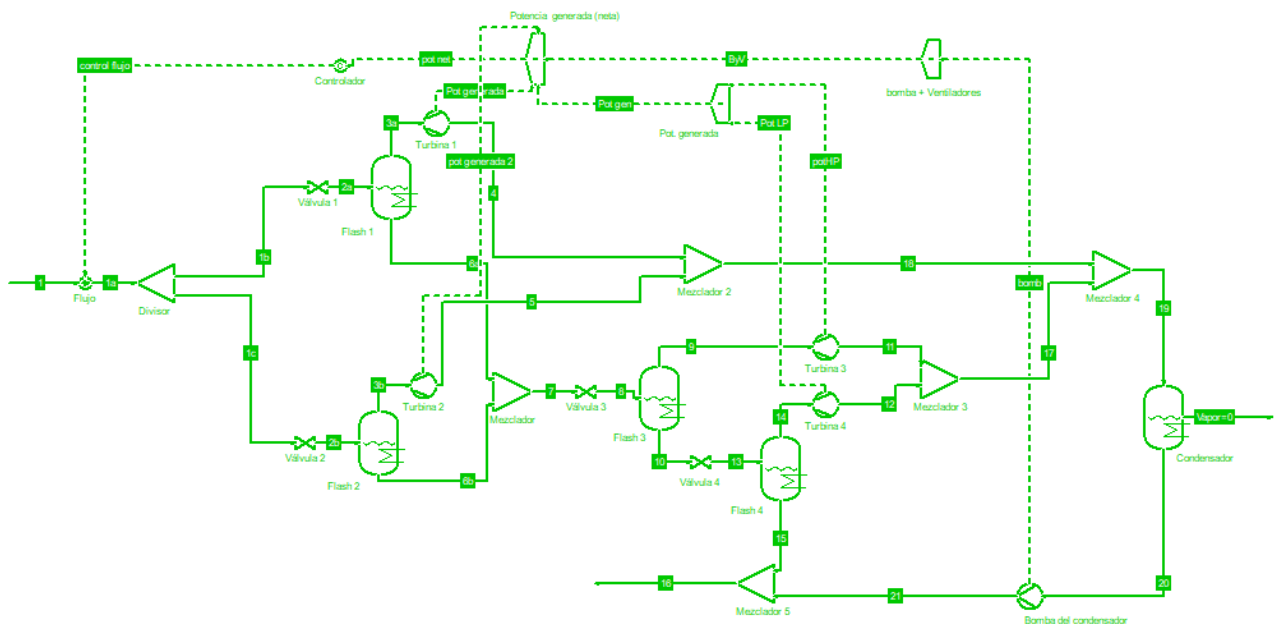 Potencia generada (neta)
control flujo
Controlador
pot net
ByV
bomba + Ventiladores
Pot generada
Pot gen
Pot. generada
Pot LP
3a
Turbina 1
pot generada 2
potHP
Válvula 1
2a
Flash 1
4
1b
6a
Mezclador 2
18
Mezclador 4
1
Flujo
1a
Divisor
bomb
5
19
1c
9
Turbina 3
11
17
3b
Turbina 2
Mezclador
7
Válvula 3
8
Flash 3
14
Turbina 4
12
Mezclador 3
Vapor=0
Condensador
Válvula 2
2b
Flash 2
6b
10
Válvula 4
13
Flash 4
15
16
Mezclador 5
21
20
Bomba del condensador